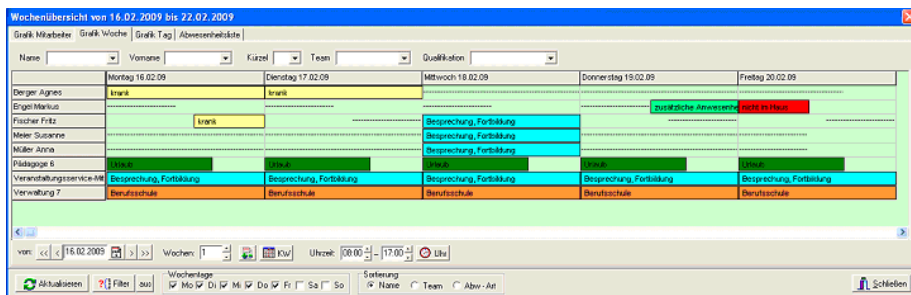 Wochenübersicht von 16.02.2009 bis 22.02.2009
Grafik Mitarbeiter Grafik Woche Grafik Tag Abwesenheitsliste
Name Vorname Kürzel Team Qualifikation
Montag 16.02.09 Dienstag 17.02.09 Mittwoch 18.02.09 Donnerstag 19.02.09 Freitag 20.02.09
Berger Agnes krank krank
Engel Markus zusätzliche Anwesenhe nicht im Haus
Fischer Fritz krank Besprechung, Fortbildung
Meier Susanne Besprechung, Fortbildung
Müller Anna Besprechung, Fortbildung
Pädagoge 6 Urlaub Urlaub Urlaub Urlaub Urlaub
Veranstaltungsservice-Mit Besprechung, Fortbildung Besprechung, Fortbildung Besprechung, Fortbildung Besprechung, Fortbildung Besprechung, Fortbildung
Verwaltung 7 Berufsschule Berufsschule Berufsschule Berufsschule Berufsschule
von: << < 16.02.2009 > >> Wochen: 1 KW Uhrzeit: 08:00 - 17:00 Uhr
Wochentage Sortierung
Aktualisieren Filter aus Mo Di Mi Do Fr Sa So Name Team Abw.-Art Schließen